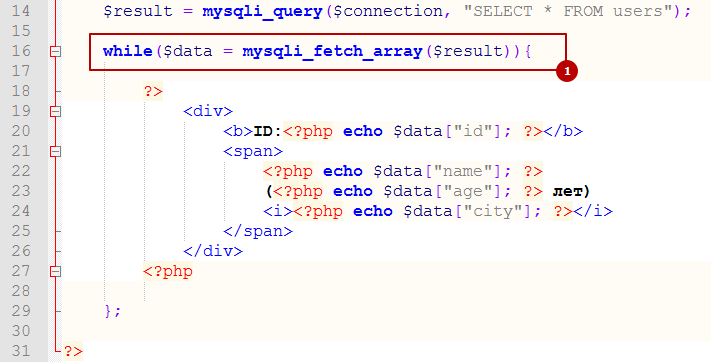 14 $result = mysqli_query($connection, "SELECT * FROM users");
15
16 while($data = mysqli_fetch_array($result)){
1
17
18 ?>
19 <div>
20 <b>ID:<?php echo $data["id"]; ?></b>
21 <span>
22 <?php echo $data["name"]; ?>
23 (<?php echo $data["age"]; ?> лет)
24 <i><?php echo $data["city"]; ?></i>
25 </span>
26 </div>
27 <?php
28
29 };
30
31 ?>